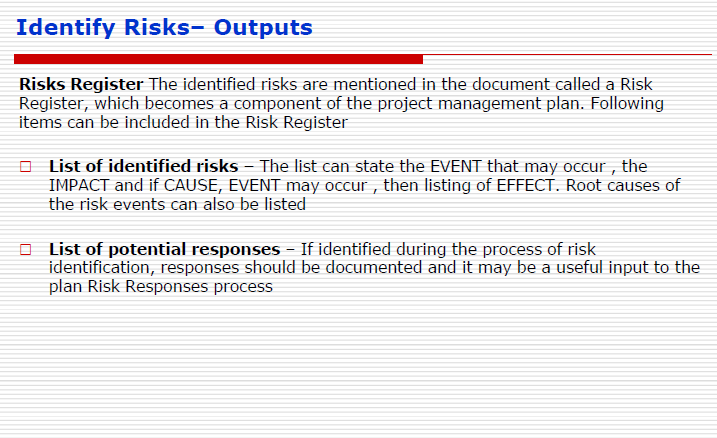 Identify Risks– Outputs
Risks Register The identified risks are mentioned in the document called a Risk
Register, which becomes a component of the project management plan. Following
items can be included in the Risk Register
List of identified risks – The list can state the EVENT that may occur , the
IMPACT and if CAUSE, EVENT may occur , then listing of EFFECT. Root causes of
the risk events can also be listed
List of potential responses – If identified during the process of risk
identification, responses should be documented and it may be a useful input to the
plan Risk Responses process